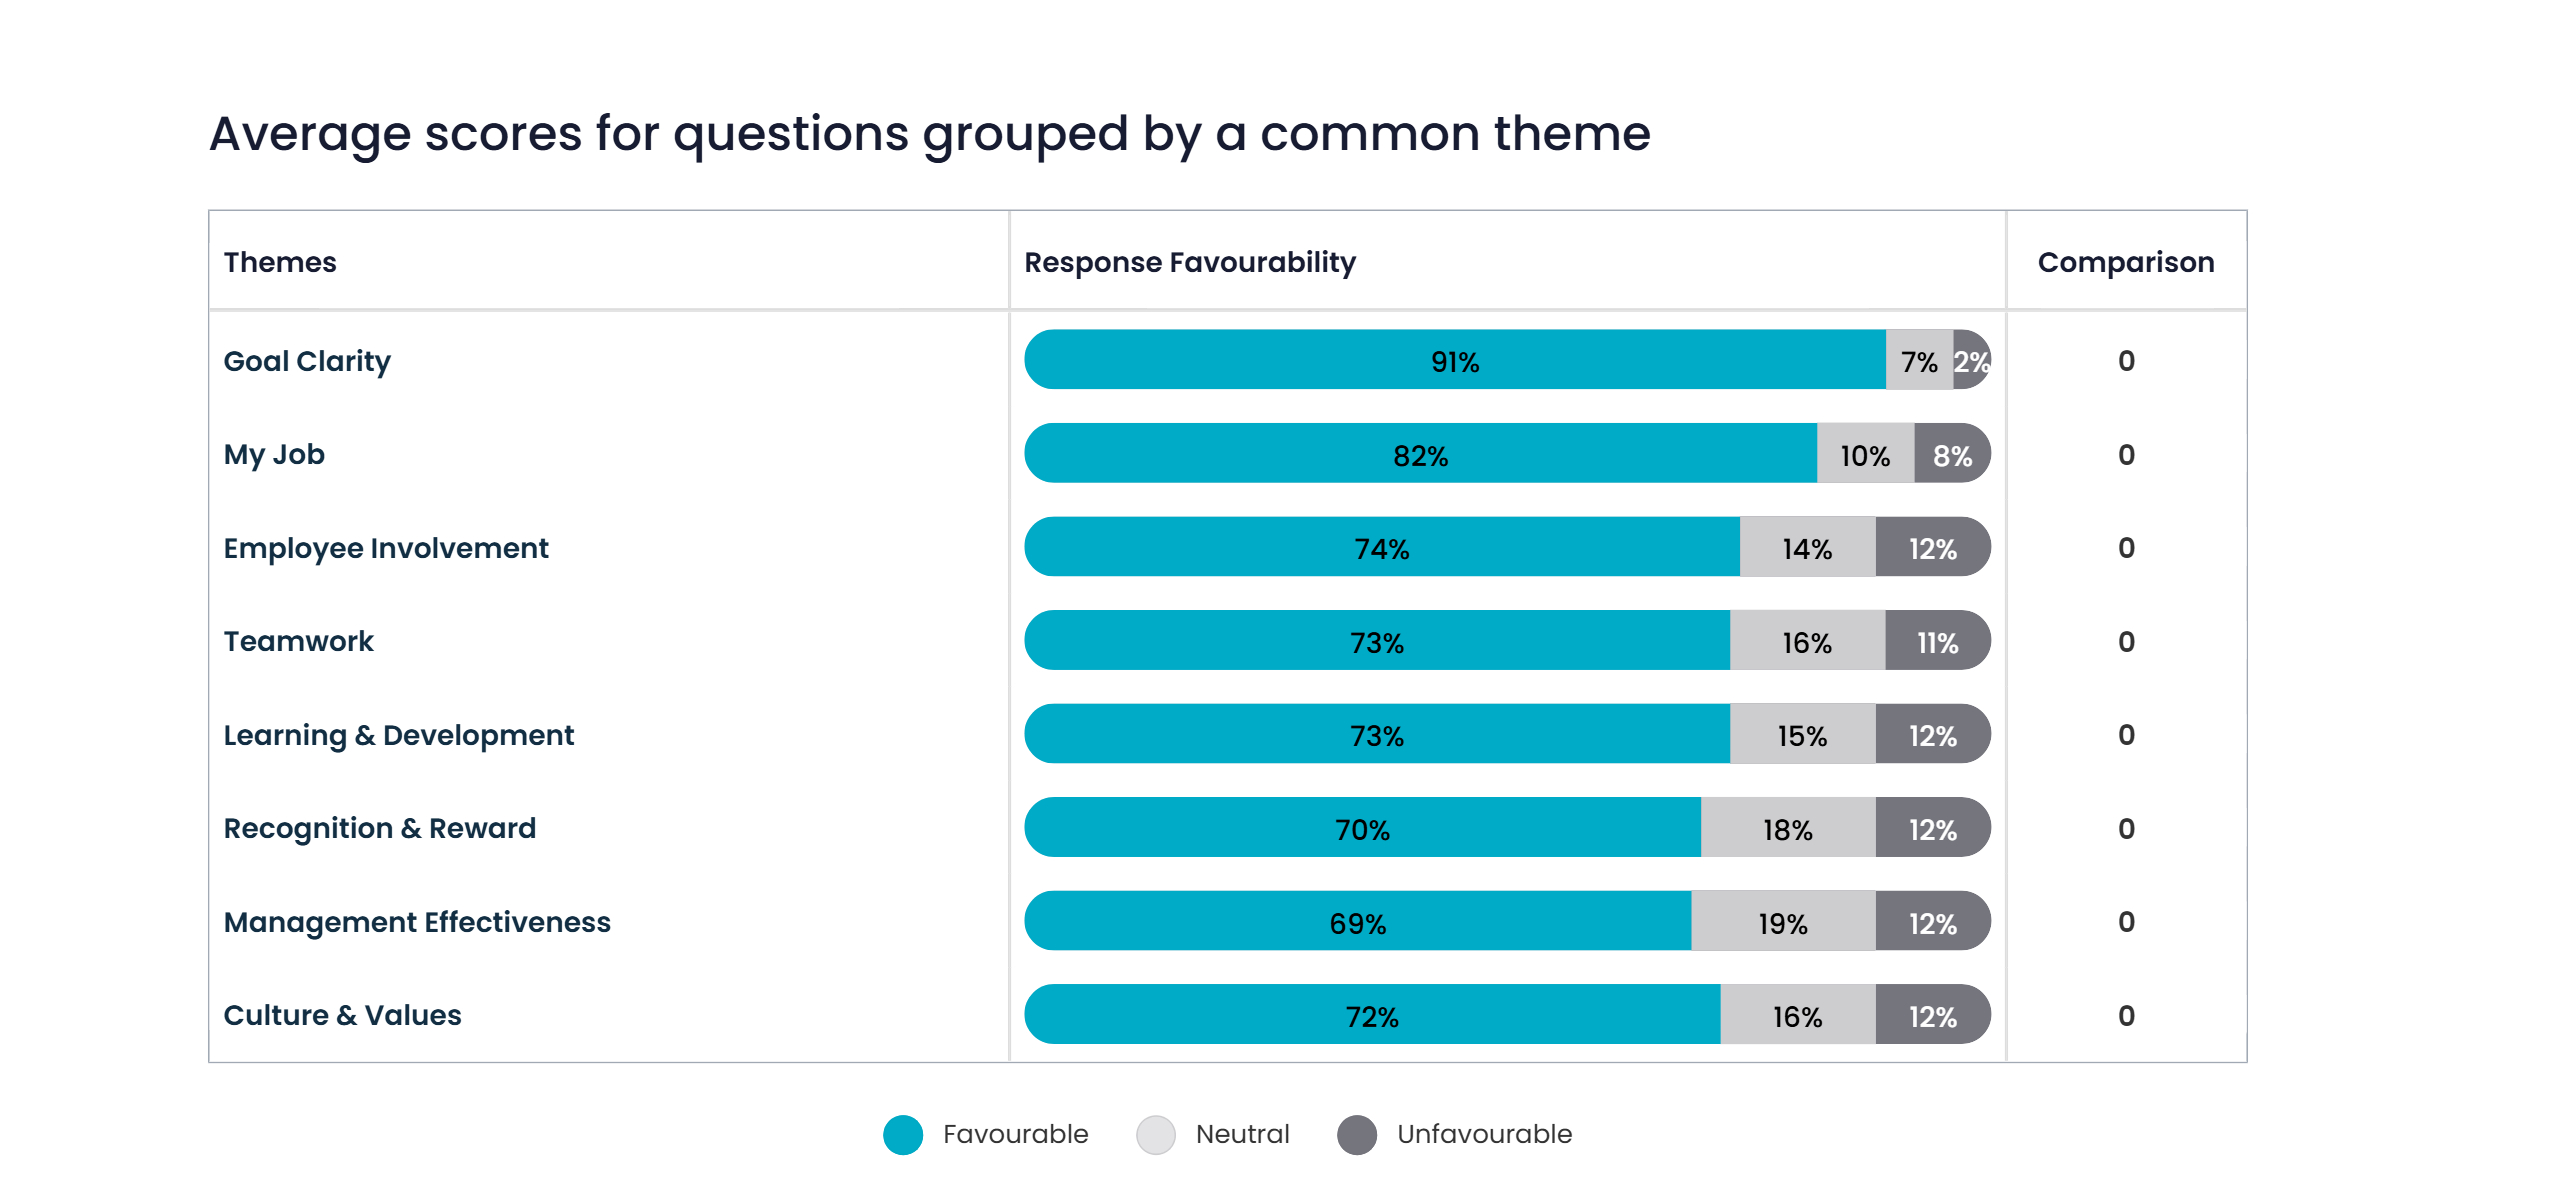 Average scores for questions grouped by a common theme
Themes Response Favourability Comparison
Goal Clarity 91% 7% 2% 0
My Job 82% 10% 8% 0
Employee Involvement 74% 14% 12% 0
Teamwork 73% 16% 11% 0
Learning & Development 73% 15% 12% 0
Recognition & Reward 70% 18% 12% 0
Management Effectiveness 69% 19% 12% 0
Culture & Values 72% 16% 12% 0
Favourable Neutral Unfavourable